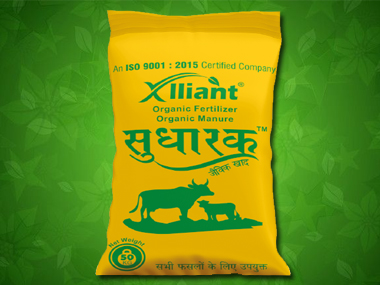 An ISO 9001 : 2015 Certified Company
Xlliant®
Organic Fertilizer
Organic Manure
सुधारक™
जैविक खाद
Net Weight
50
सभी फसलों के लिए उपयुक्त